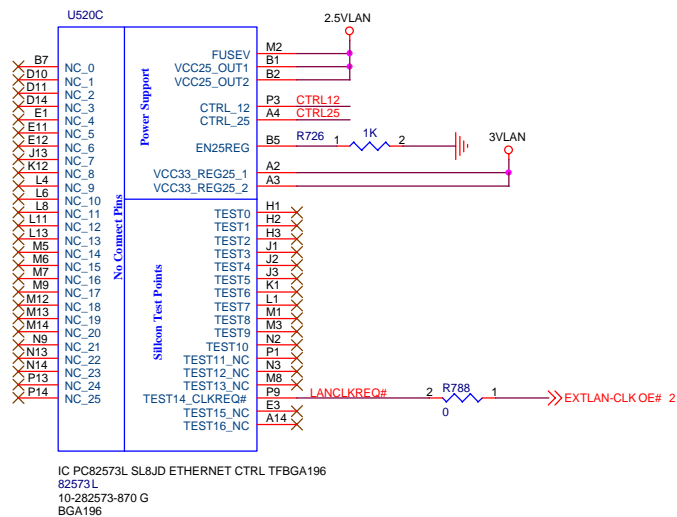 U520C
2.5VLAN
B7 NC_0 FUSEV M2
D10 NC_1 VCC25_OUT1 B1
D11 NC_2 VCC25_OUT2 B2
D14 NC_3 CTRL_12 P3 CTRL12
E1 NC_4 CTRL_25 A4 CTRL25
E11 NC_5
E12 NC_6 EN25REG B5 R726 1 1K 2
3VLAN
J13 NC_7
K12 NC_8 VCC33_REG25_1 A2
L4 NC_9 VCC33_REG25_2 A3
Power Support
L6 NC_10
L8 NC_11 TEST0 H1
L11 NC_12 TEST1 H2
L13 NC_13 TEST2 H3
M5 NC_14 TEST3 J1
M6 NC_15 TEST4 J2
M7 NC_16 TEST5 J3
M9 NC_17 TEST6 K1
M12 NC_18 TEST7 L1
M13 NC_19 TEST8 M1
M14 NC_20 TEST9 M3
N9 NC_21 TEST10 N2
N13 NC_22 TEST11_NC P1
N14 NC_23 TEST12_NC N3
P13 NC_24 TEST13_NC M8
P14 NC_25 TEST14_CLKREQ# P9 LANCLKREQ# 2 R788 1 EXTLAN-CLKOE# 2
0
TEST15_NC E3
TEST16_NC A14
No Connect Pins
Silicon Test Points
IC PC82573L SL8JD ETHERNET CTRL TFBGA196
82573L
10-282573-870 G
BGA196